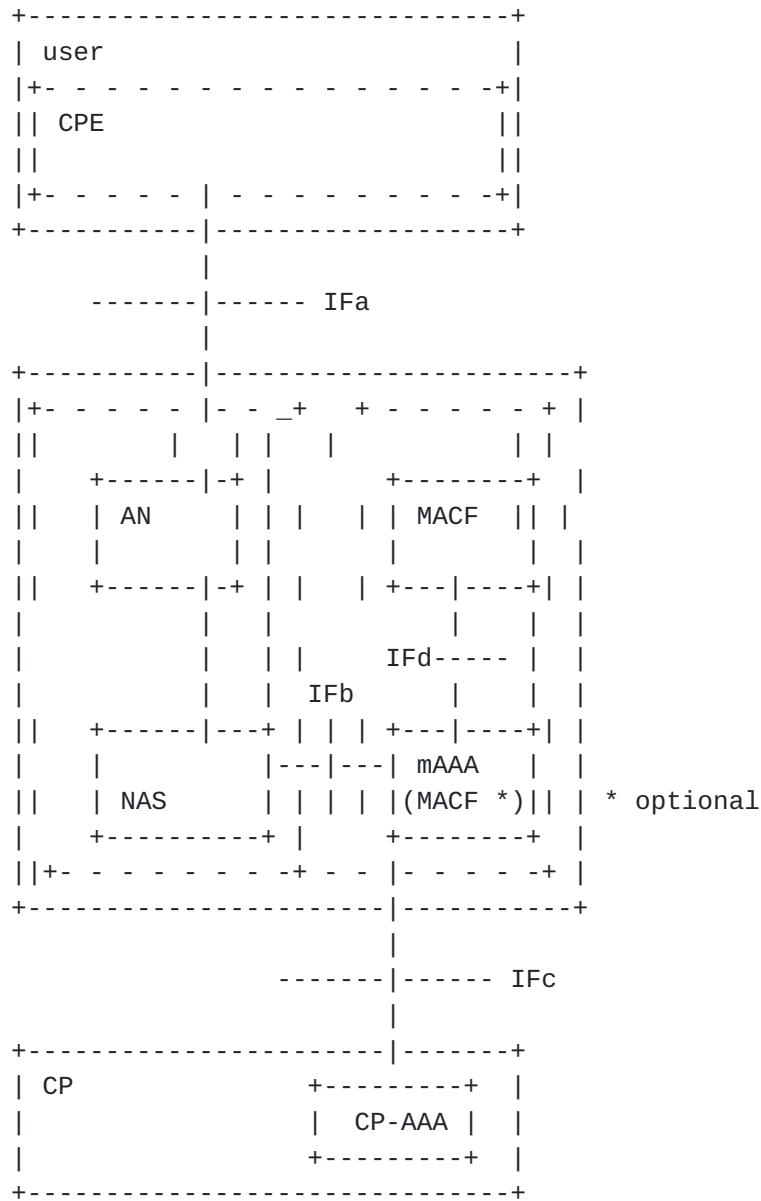 user
CPE
IFa
AN MACF
IFd
IFb
mAAA
NAS (MACF *) * optional
IFc
CP
CP-AAA